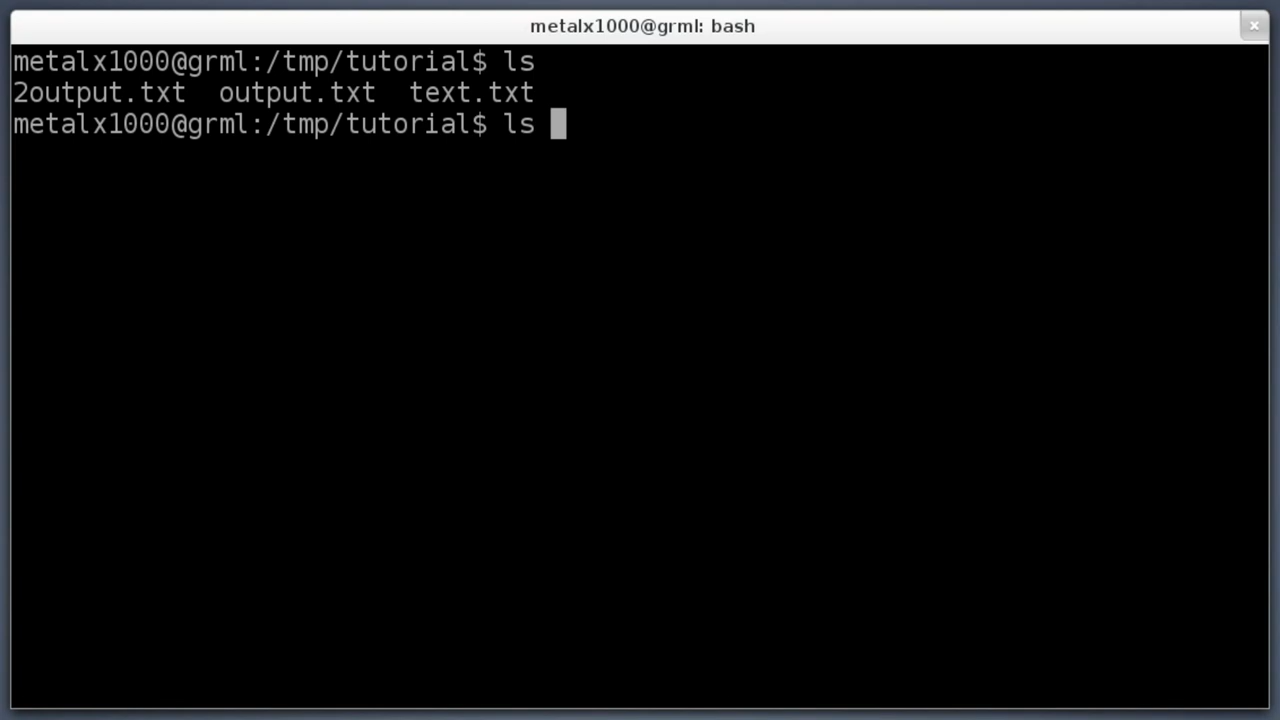 metalx1000@grml: bash
metalx1000@grml:/tmp/tutorial$ ls
2output.txt  output.txt  text.txt
metalx1000@grml:/tmp/tutorial$ ls